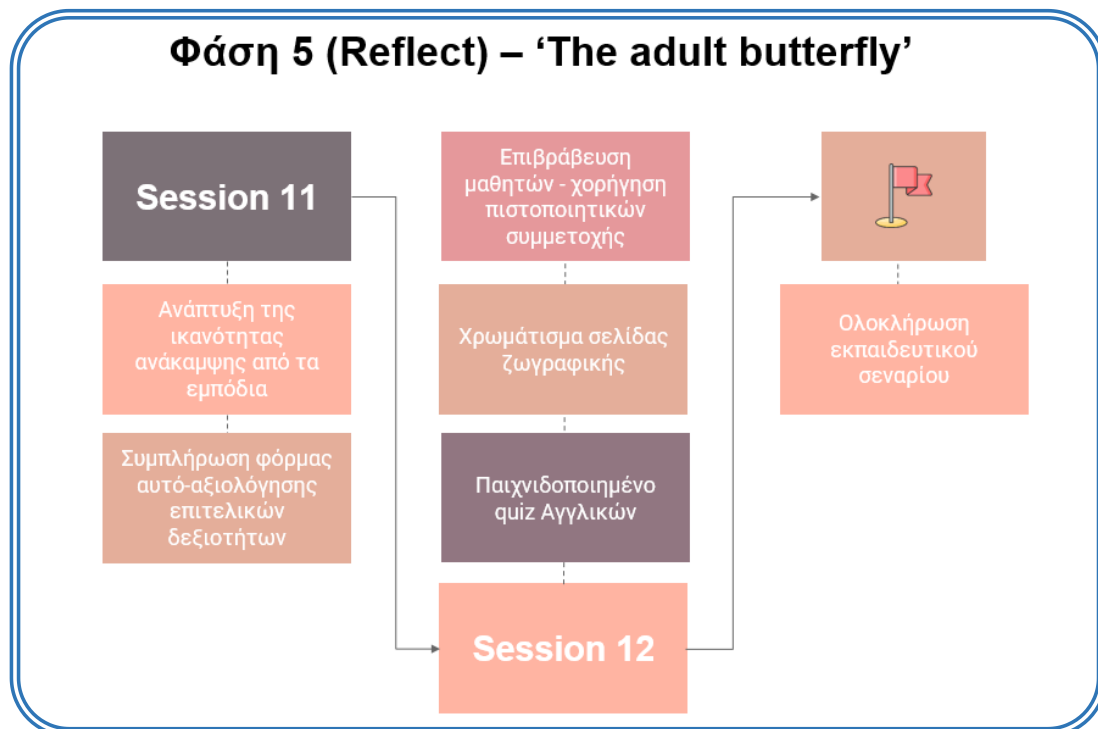 Φάση 5 (Reflect) – ‘The adult butterfly’
Session 11
Ανάπτυξη της
ικανότητας
ανάκαμψης από τα
εμπόδια
Συμπλήρωση φόρμας
αυτό-αξιολόγησης
επιτελικών
δεξιοτήτων
Επιβράβευση
μαθητών - χορήγηση
πιστοποιητικών
συμμετοχής
Χρωμάτισμα σελίδας
ζωγραφικής
Παιχνιδοποιημένο
quiz Αγγλικών
Session 12
Ολοκλήρωση
εκπαιδευτικού
σεναρίου